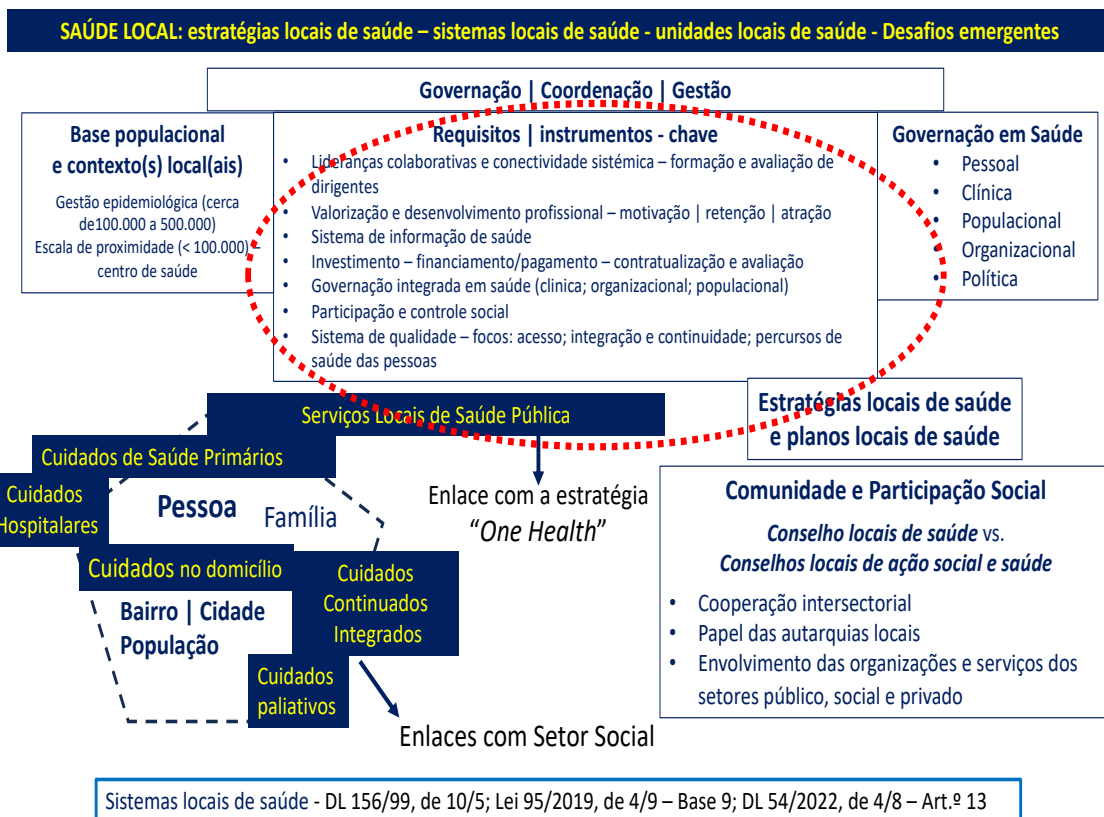 SAÚDE LOCAL: estratégias locais de saúde – sistemas locais de saúde - unidades locais de saúde - Desafios emergentes
Governação | Coordenação | Gestão
Base populacional
e contexto(s) local(ais)
Gestão epidemiológica (cerca
de100.000 a 500.000)
Escala de proximidade (< 100.000) –
centro de saúde
Requisitos | instrumentos - chave
• Lideranças colaborativas e conectividade sistémica – formação e avaliação de
dirigentes
• Valorização e desenvolvimento profissional – motivação | retenção | atração
• Sistema de informação de saúde
• Investimento – financiamento/pagamento – contratualização e avaliação
• Governação integrada em saúde (clinica; organizacional; populacional)
• Participação e controle social
• Sistema de qualidade – focos: acesso; integração e continuidade; percursos de
saúde das pessoas
Governação em Saúde
• Pessoal
• Clínica
• Populacional
• Organizacional
• Política
Estratégias locais de saúde
e planos locais de saúde
Serviços Locais de Saúde Pública
Cuidados de Saúde Primários
Cuidados
Hospitalares
Pessoa
Família
Cuidados no domicílio
Cuidados
Continuados
Integrados
Bairro | Cidade
População
Cuidados
paliativos
Enlace com a estratégia
“One Health”
Enlaces com Setor Social
Comunidade e Participação Social
Conselho locais de saúde vs.
Conselhos locais de ação social e saúde
• Cooperação intersectorial
• Papel das autarquias locais
• Envolvimento das organizações e serviços dos
setores público, social e privado
Sistemas locais de saúde - DL 156/99, de 10/5; Lei 95/2019, de 4/9 – Base 9; DL 54/2022, de 4/8 – Art.º 13